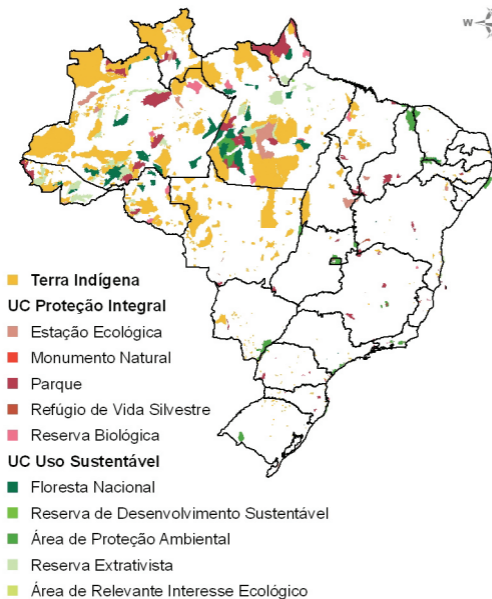 W
Terra Indígena
UC Proteção Integral
Estação Ecológica
Monumento Natural
Parque
Refúgio de Vida Silvestre
Reserva Biológica
UC Uso Sustentável
Floresta Nacional
Reserva de Desenvolvimento Sustentável
Área de Proteção Ambiental
Reserva Extrativista
Área de Relevante Interesse Ecológico